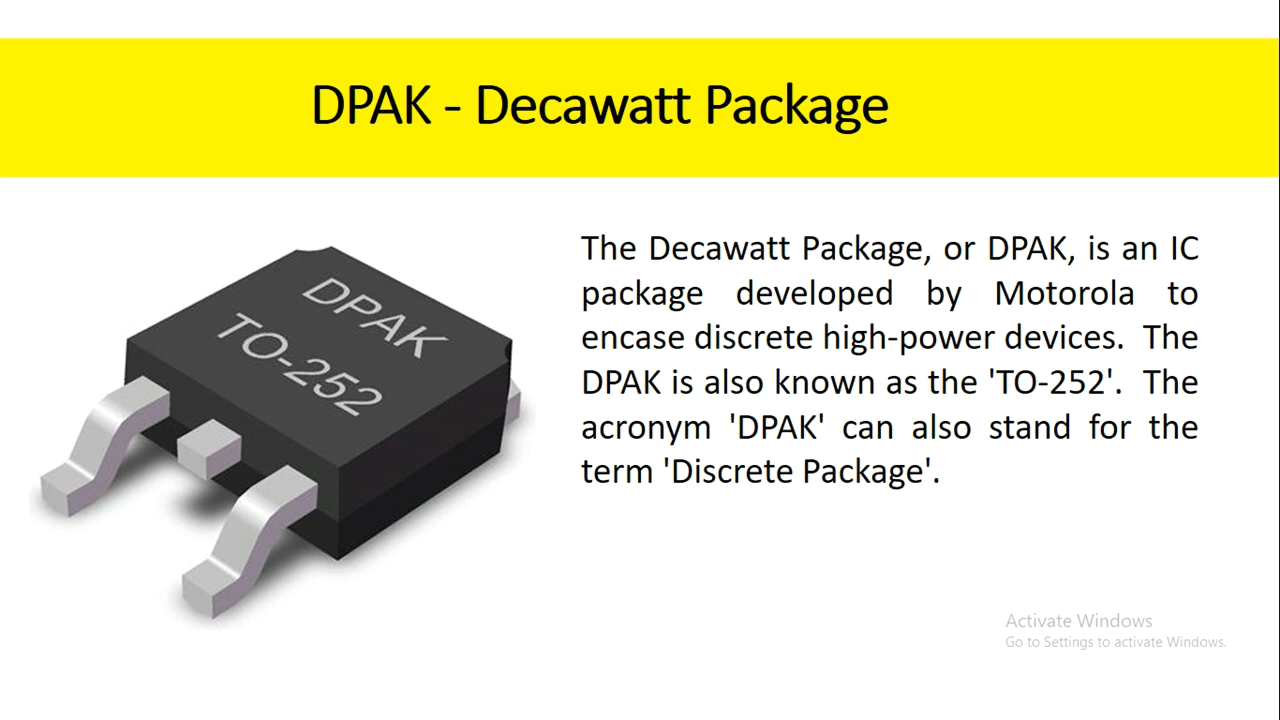 DPAK - Decawatt Package
DPAK
TO-252
The Decawatt Package, or DPAK, is an IC
package developed by Motorola to
encase discrete high-power devices. The
DPAK is also known as the 'TO-252'. The
acronym 'DPAK' can also stand for the
term 'Discrete Package'.
Activate Windows
Go to Settings to activate Windows.